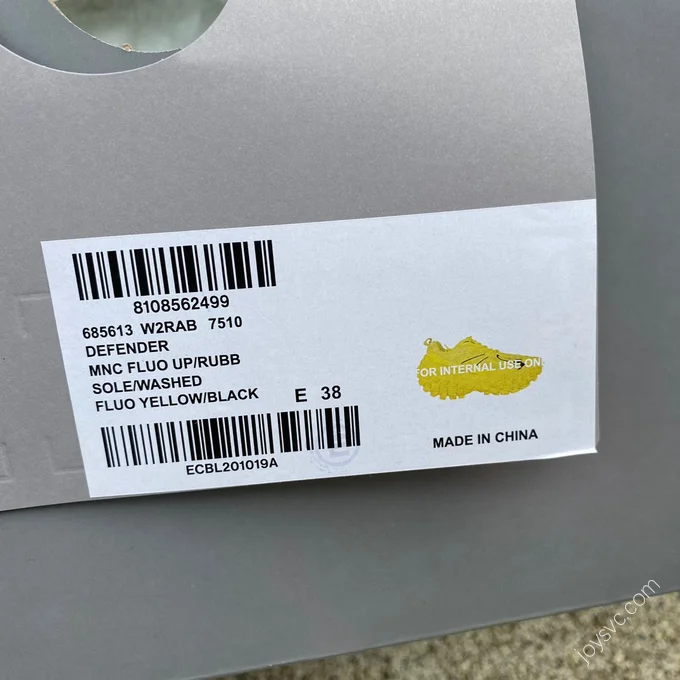 8108562499
685613 W2RAB 7510
DEFENDER
MNC FLUO UP/RUBB
SOLE/WASHED
FLUO YELLOW/BLACK
E 38
ECBL201019A
FOR INTERNAL USE ON
MADE IN CHINA
joysvc.com